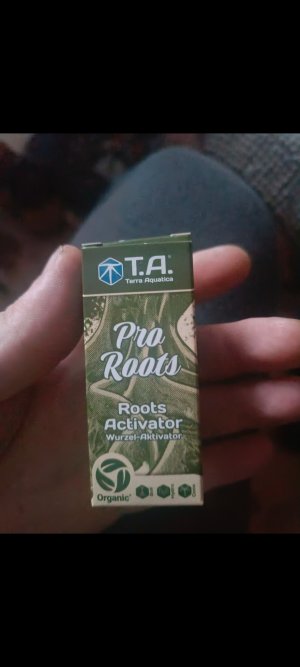 T.A.®
Terra Aquatica
Pro
Roots
Roots
Activator
Wurzel-Aktivator
Organic*